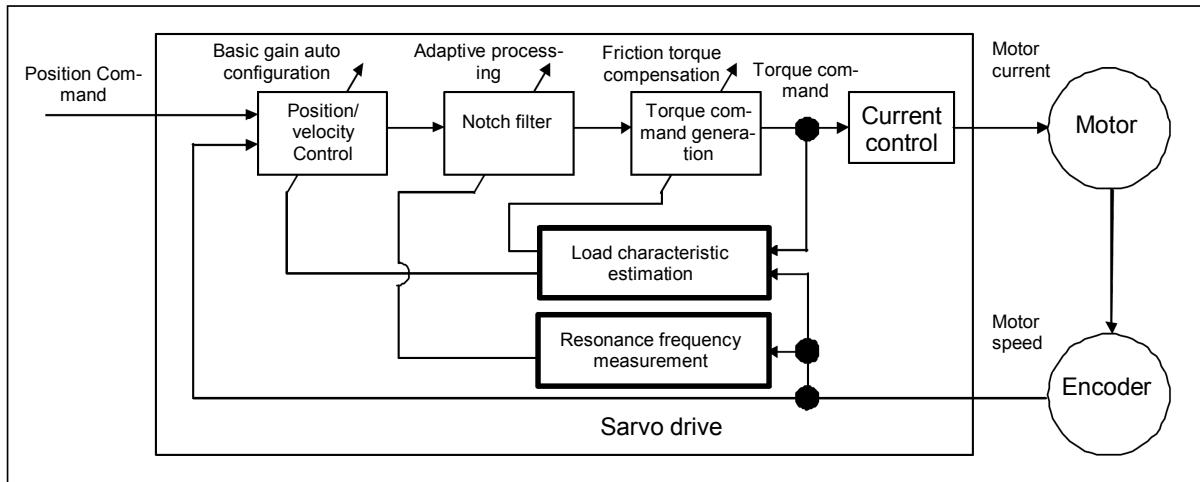 Basic gain auto
configuration
Adaptive process-
ing
Friction torque
compensation
Torque com-
mand
Motor
current
Position Com-
mand
Position/
velocity
Control
Notch filter
Torque com-
mand genera-
tion
Current
control
Motor
Load characteristic
estimation
Resonance frequency
measurement
Motor
speed
Encoder
Sarvo drive